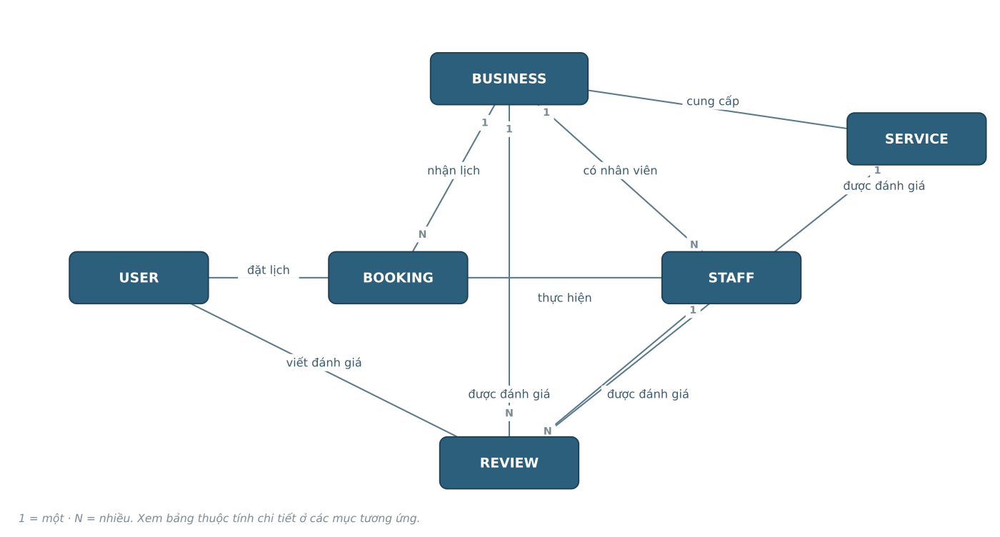 BUSINESS
cung cấp
1
1
1
SERVICE
nhận lịch
có nhân viên
1
được đánh giá
N
N
USER
đặt lịch
BOOKING
STAFF
thực hiện
1
viết đánh giá
được đánh giá
được đánh giá
N
N
REVIEW
1 = một · N = nhiều. Xem bảng thuộc tính chi tiết ở các mục tương ứng.